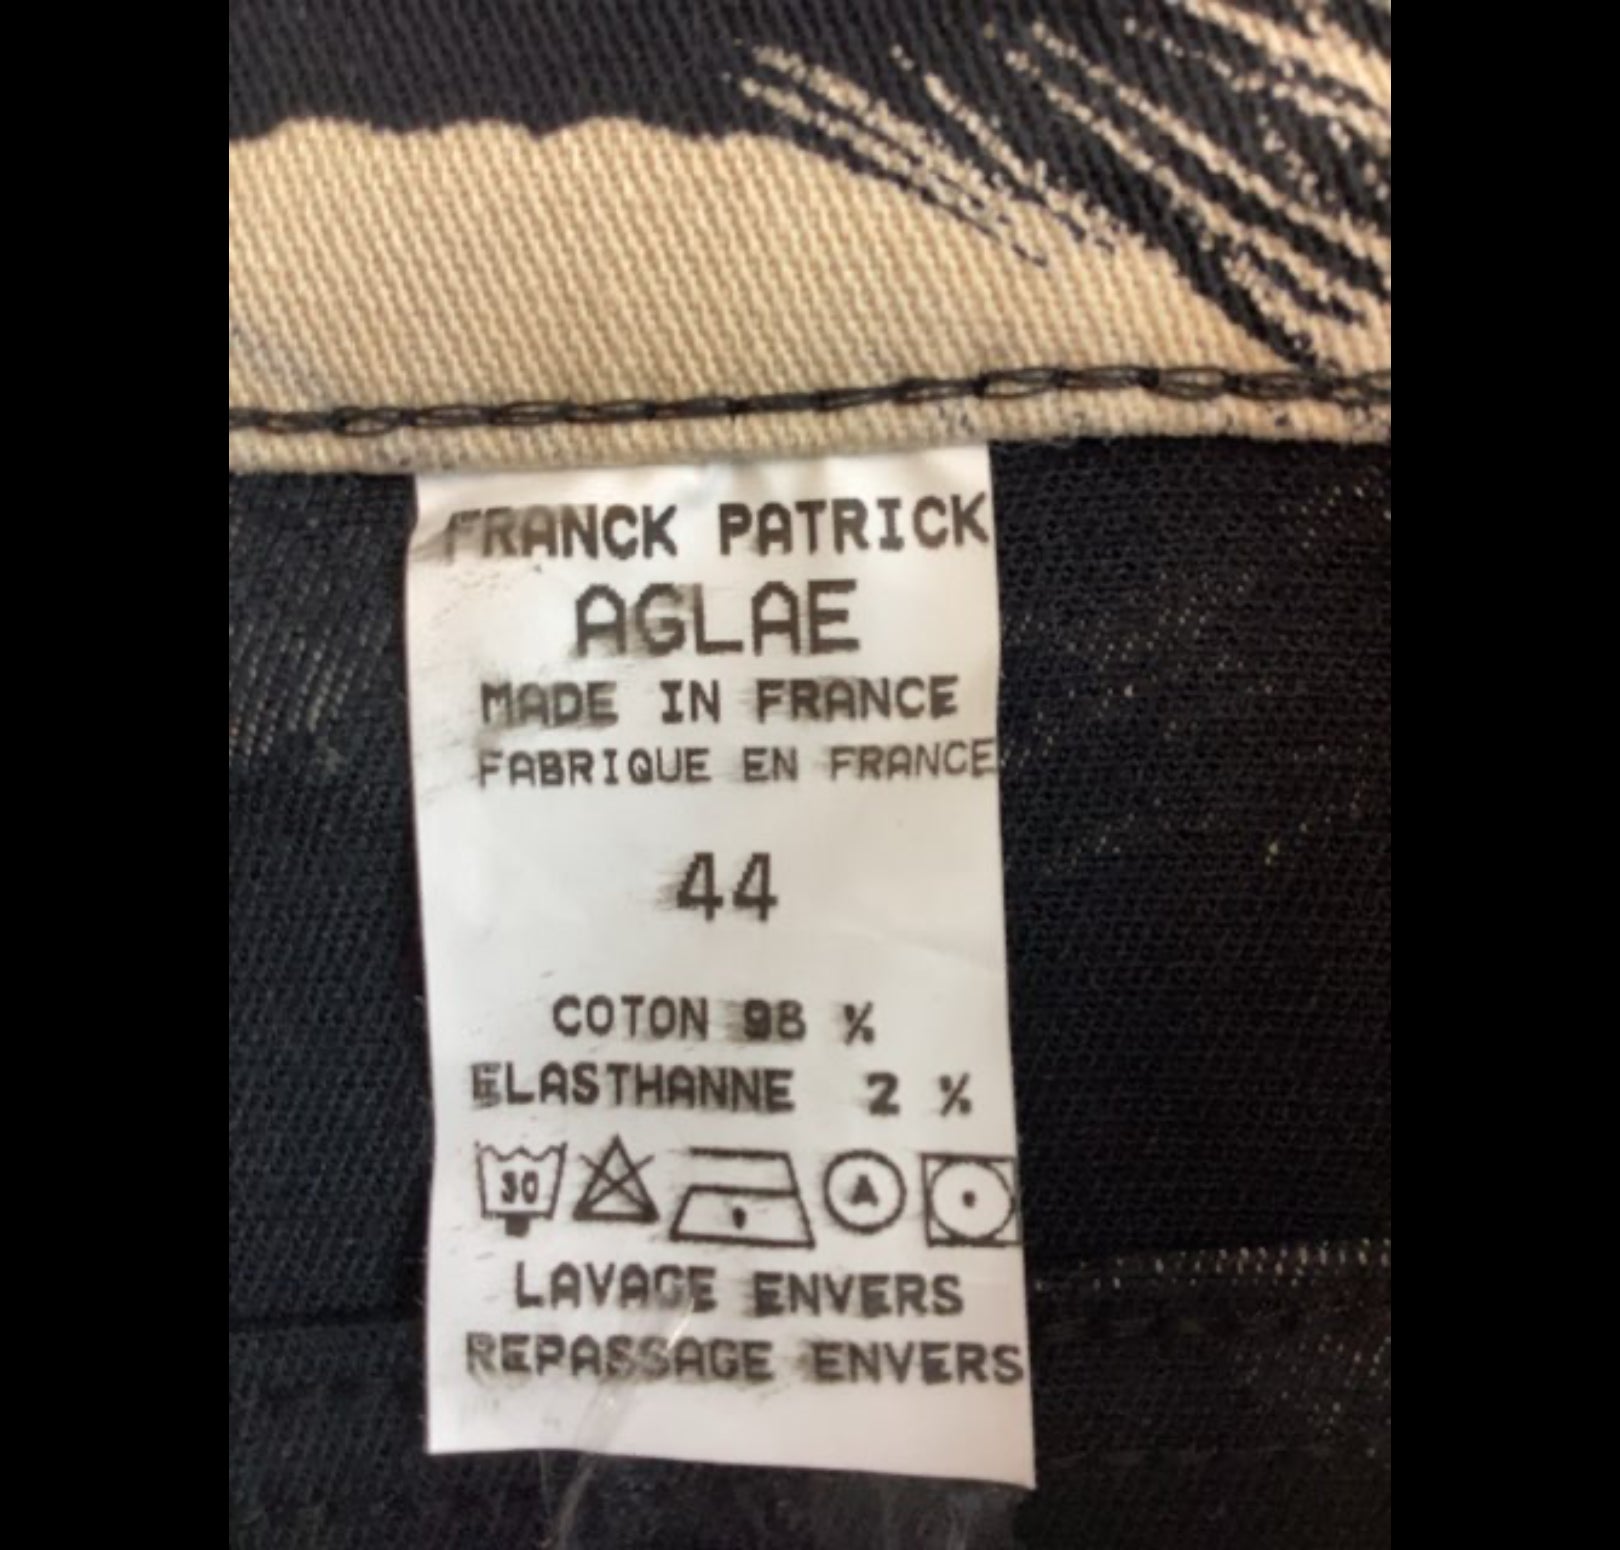 FRANCK PATRICK
AGLAE
MADE IN FRANCE
FABRIQUE EN FRANCE
44
COTON 98 %
ELASTHANNE 2 %
30 A
LAVAGE ENVERS
REPASSAGE ENVERS